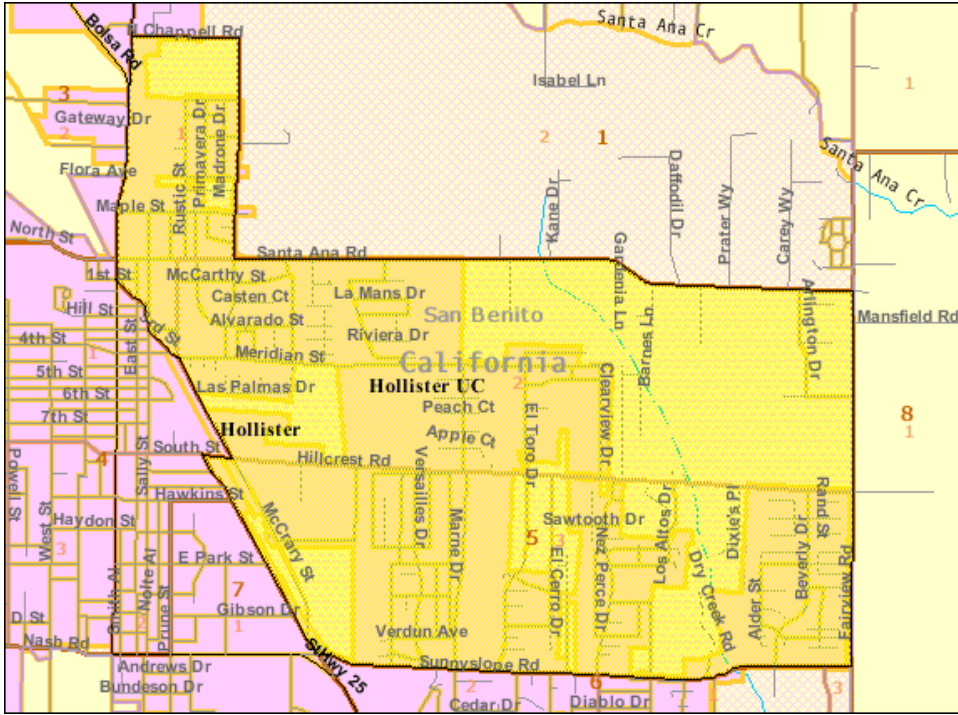 Bolsa Rd
N Chappell Rd
Santa Ana Cr
Isabel Ln
1
3
Gateway Dr
2
1
2
1
Flora Ave
Rustic St
Primavera Dr
Madrone Dr
Santa Ana Cr
Maple St
Kane Dr
Daffodil Dr
Prater Wy
Carey Wy
North St
Santa Ana Rd
Gardenia Ln
1st St
McCarthy St
Casten Ct
La Mans Dr
Arlington Dr
Hill St
3rd St
Alvarado St
San Benito
Mansfield Rd
4th St
East St
Riviera Dr
Barnes Ln
1
Meridian St
California
5th St
Las Palmas Dr
Hollister UC
2
Clearview Dr
6th St
Peach Ct
El Toro Dr
8
7th St
Hollister
Apple Ct
1
South St
4
Hillcrest Rd
Powell St
Sally St
Versailles Dr
Hawkins St
West St
Haydon St
McCray St
Marne Dr
Sawtooth Dr
Los Altos Dr
Dixie's Pl
Rand St
3
5
3
Nez Perce Dr
Beverly Dr
E Park St
El Cerro Dr
Dry Creek Rd
Smith Al
Nolte Al
Prune St
7
Gibson Dr
Alder St
Fairview Rd
D St
2
1
Verdun Ave
Nash Rd
StHwy 25
Sunnyslope Rd
Andrews Dr
Bundeson Dr
2
6
3
Cedar Dr
Diablo Dr